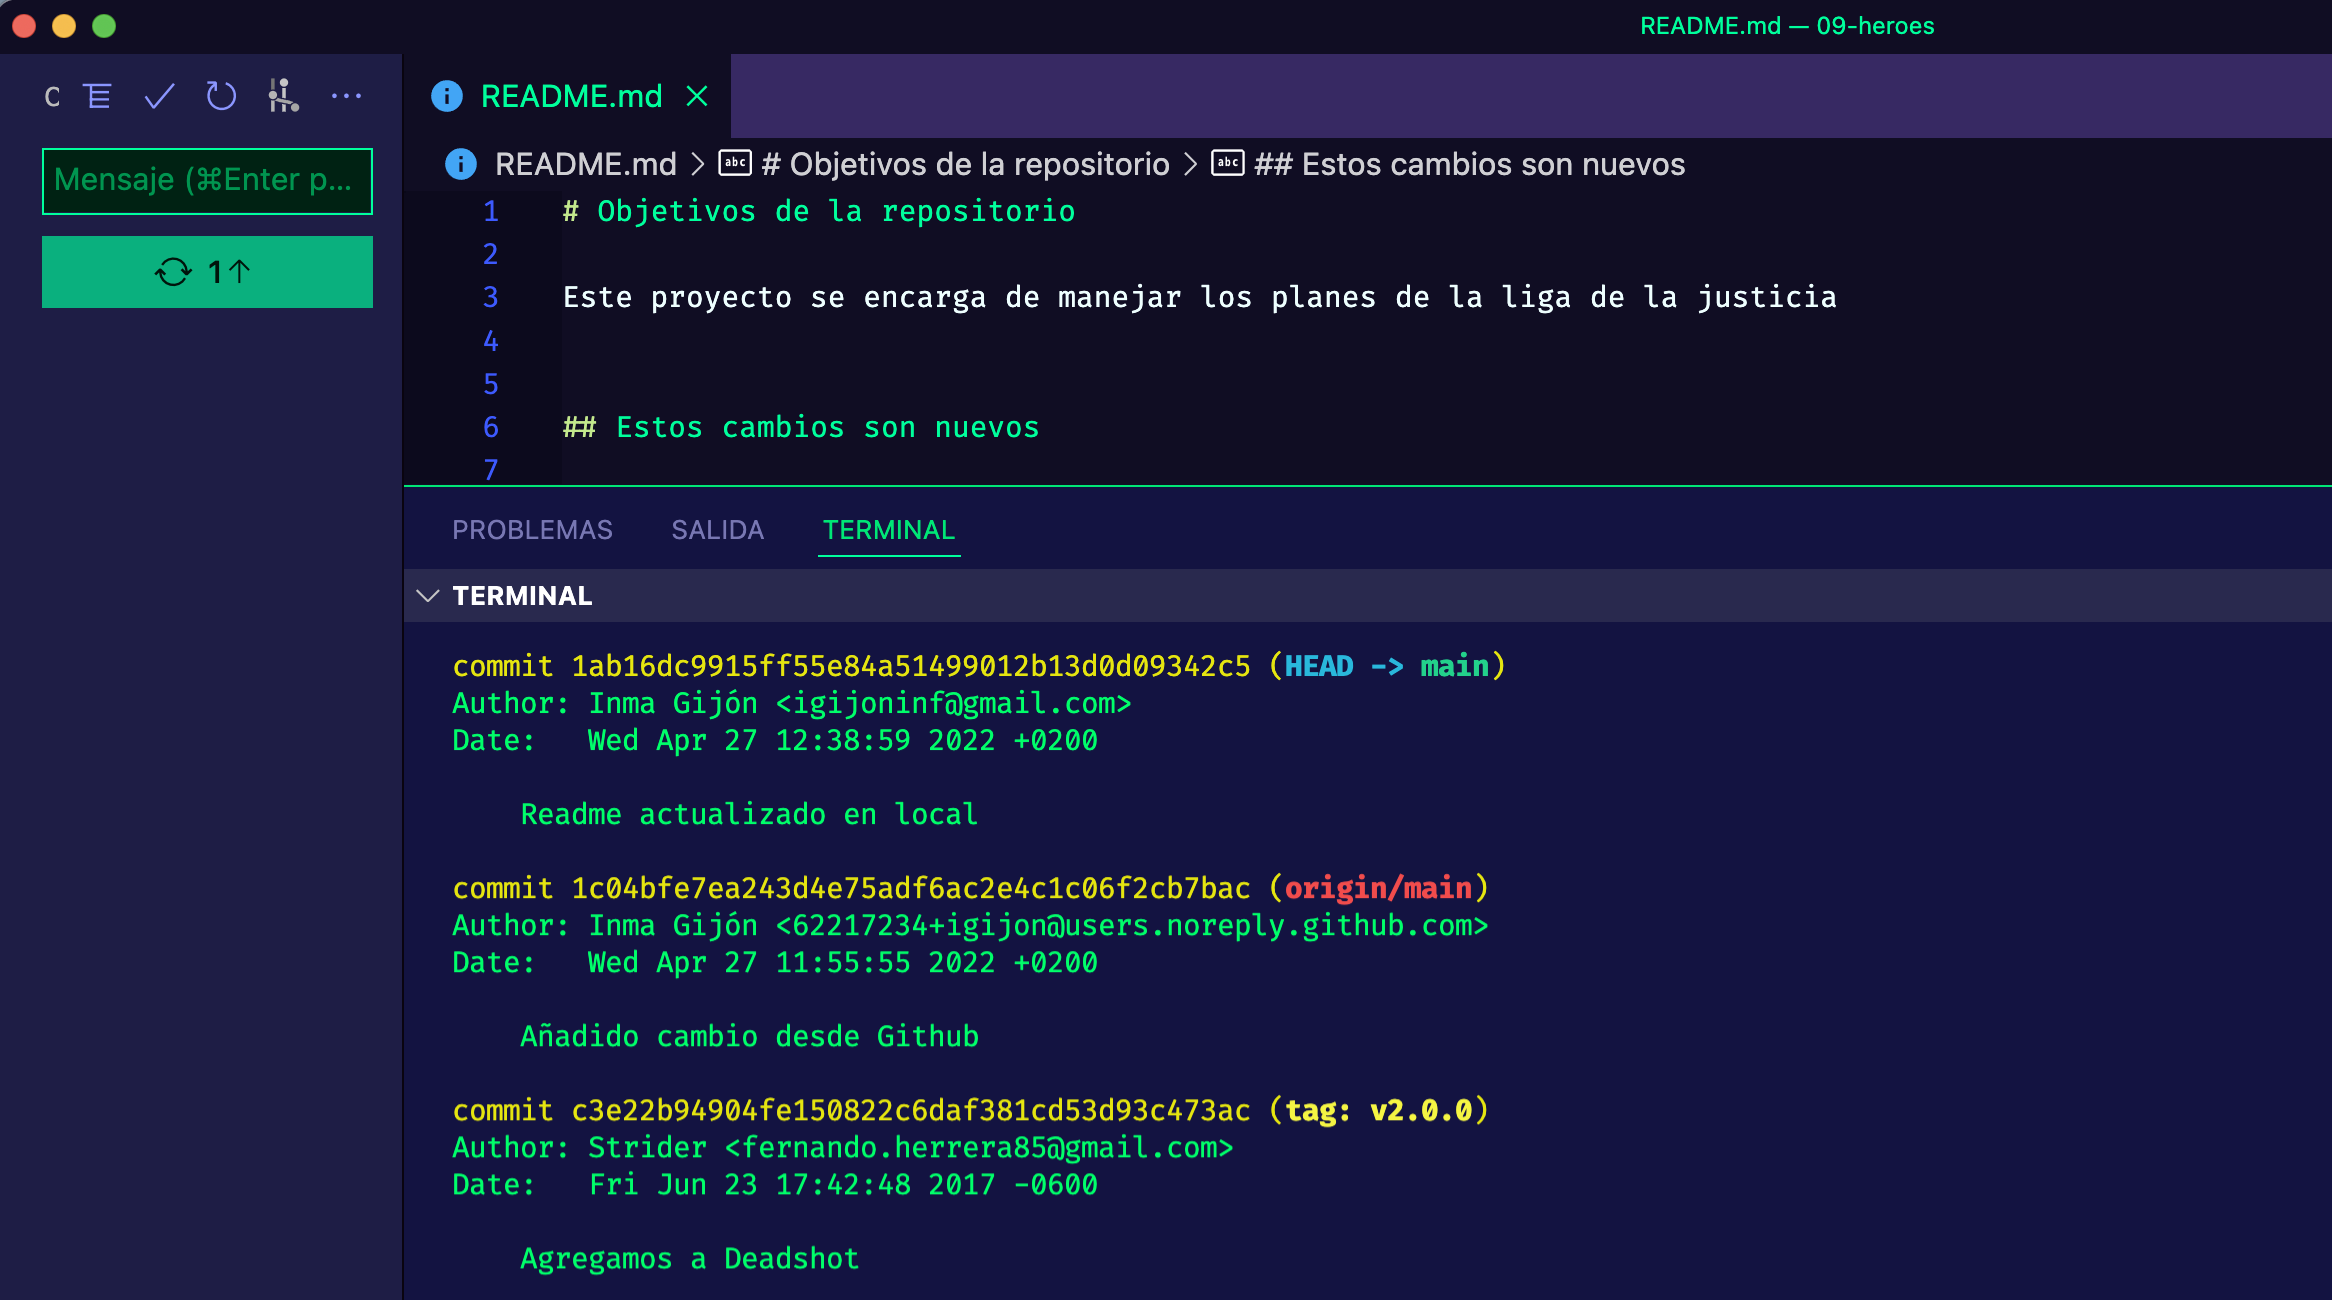 README.md — 09-heroes
README.md
Mensaje (⌘Enter p...
1↑
README.md > # Objetivos de la repositorio > ## Estos cambios son nuevos
1 # Objetivos de la repositorio
2
3 Este proyecto se encarga de manejar los planes de la liga de la justicia
4
5
6 ## Estos cambios son nuevos
7
PROBLEMAS SALIDA TERMINAL
TERMINAL
commit 1ab16dc9915ff55e84a51499012b13d0d09342c5 (HEAD -> main)
Author: Inma Gijón <igijoninf@gmail.com>
Date:   Wed Apr 27 12:38:59 2022 +0200
Readme actualizado en local
commit 1c04bfe7ea243d4e75adf6ac2e4c1c06f2cb7bac (origin/main)
Author: Inma Gijón <62217234+igijon@users.noreply.github.com>
Date:   Wed Apr 27 11:55:55 2022 +0200
Añadido cambio desde Github
commit c3e22b94904fe150822c6daf381cd53d93c473ac (tag: v2.0.0)
Author: Strider <fernando.herrera85@gmail.com>
Date:   Fri Jun 23 17:42:48 2017 -0600
Agregamos a Deadshot